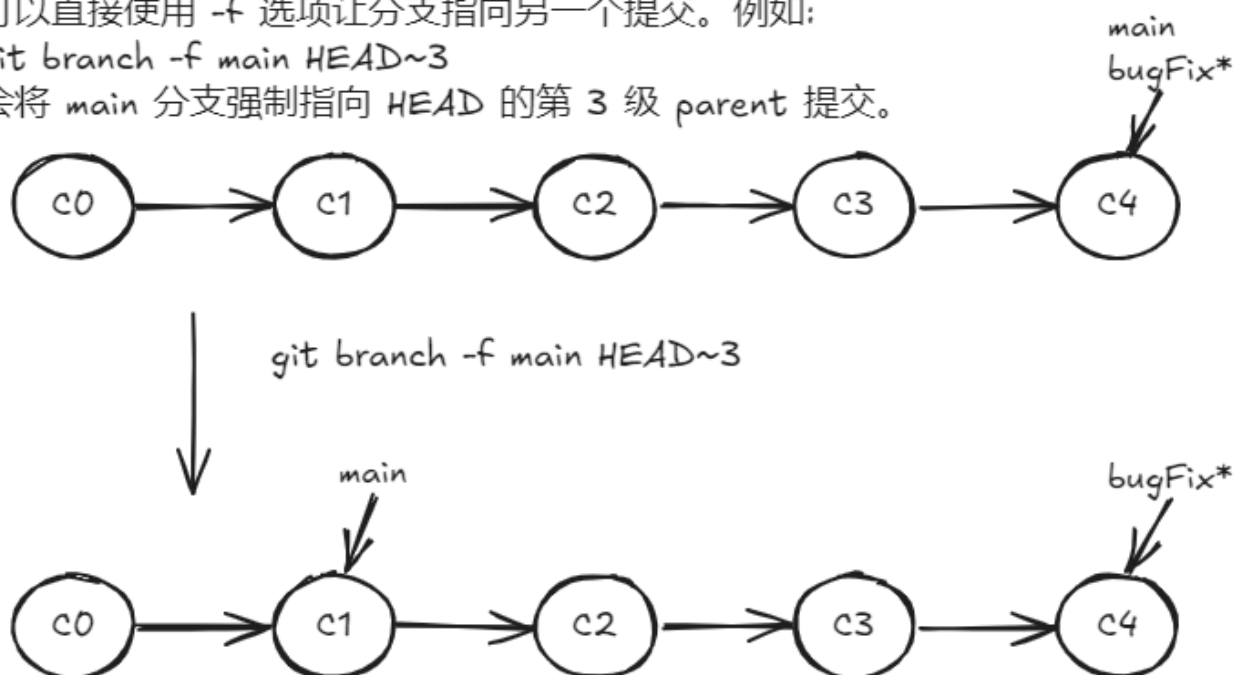 可以直接使用 -f 选项让分支指向另一个提交。例如:
git branch -f main HEAD~3
会将 main 分支强制指向 HEAD 的第 3 级 parent 提交。
main
bugFix*
C0 C1 C2 C3 C4
git branch -f main HEAD~3
main bugFix*
C0 C1 C2 C3 C4